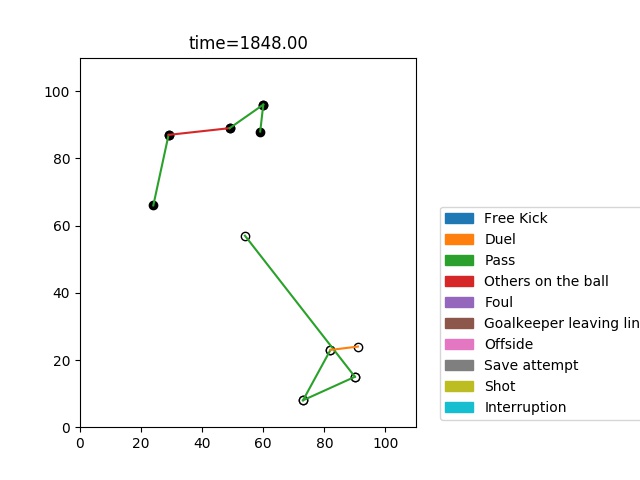 time=1848.00
100
80
60
40
20
0
0 20 40 60 80 100
Free Kick
Duel
Pass
Others on the ball
Foul
Goalkeeper leaving lin
Offside
Save attempt
Shot
Interruption